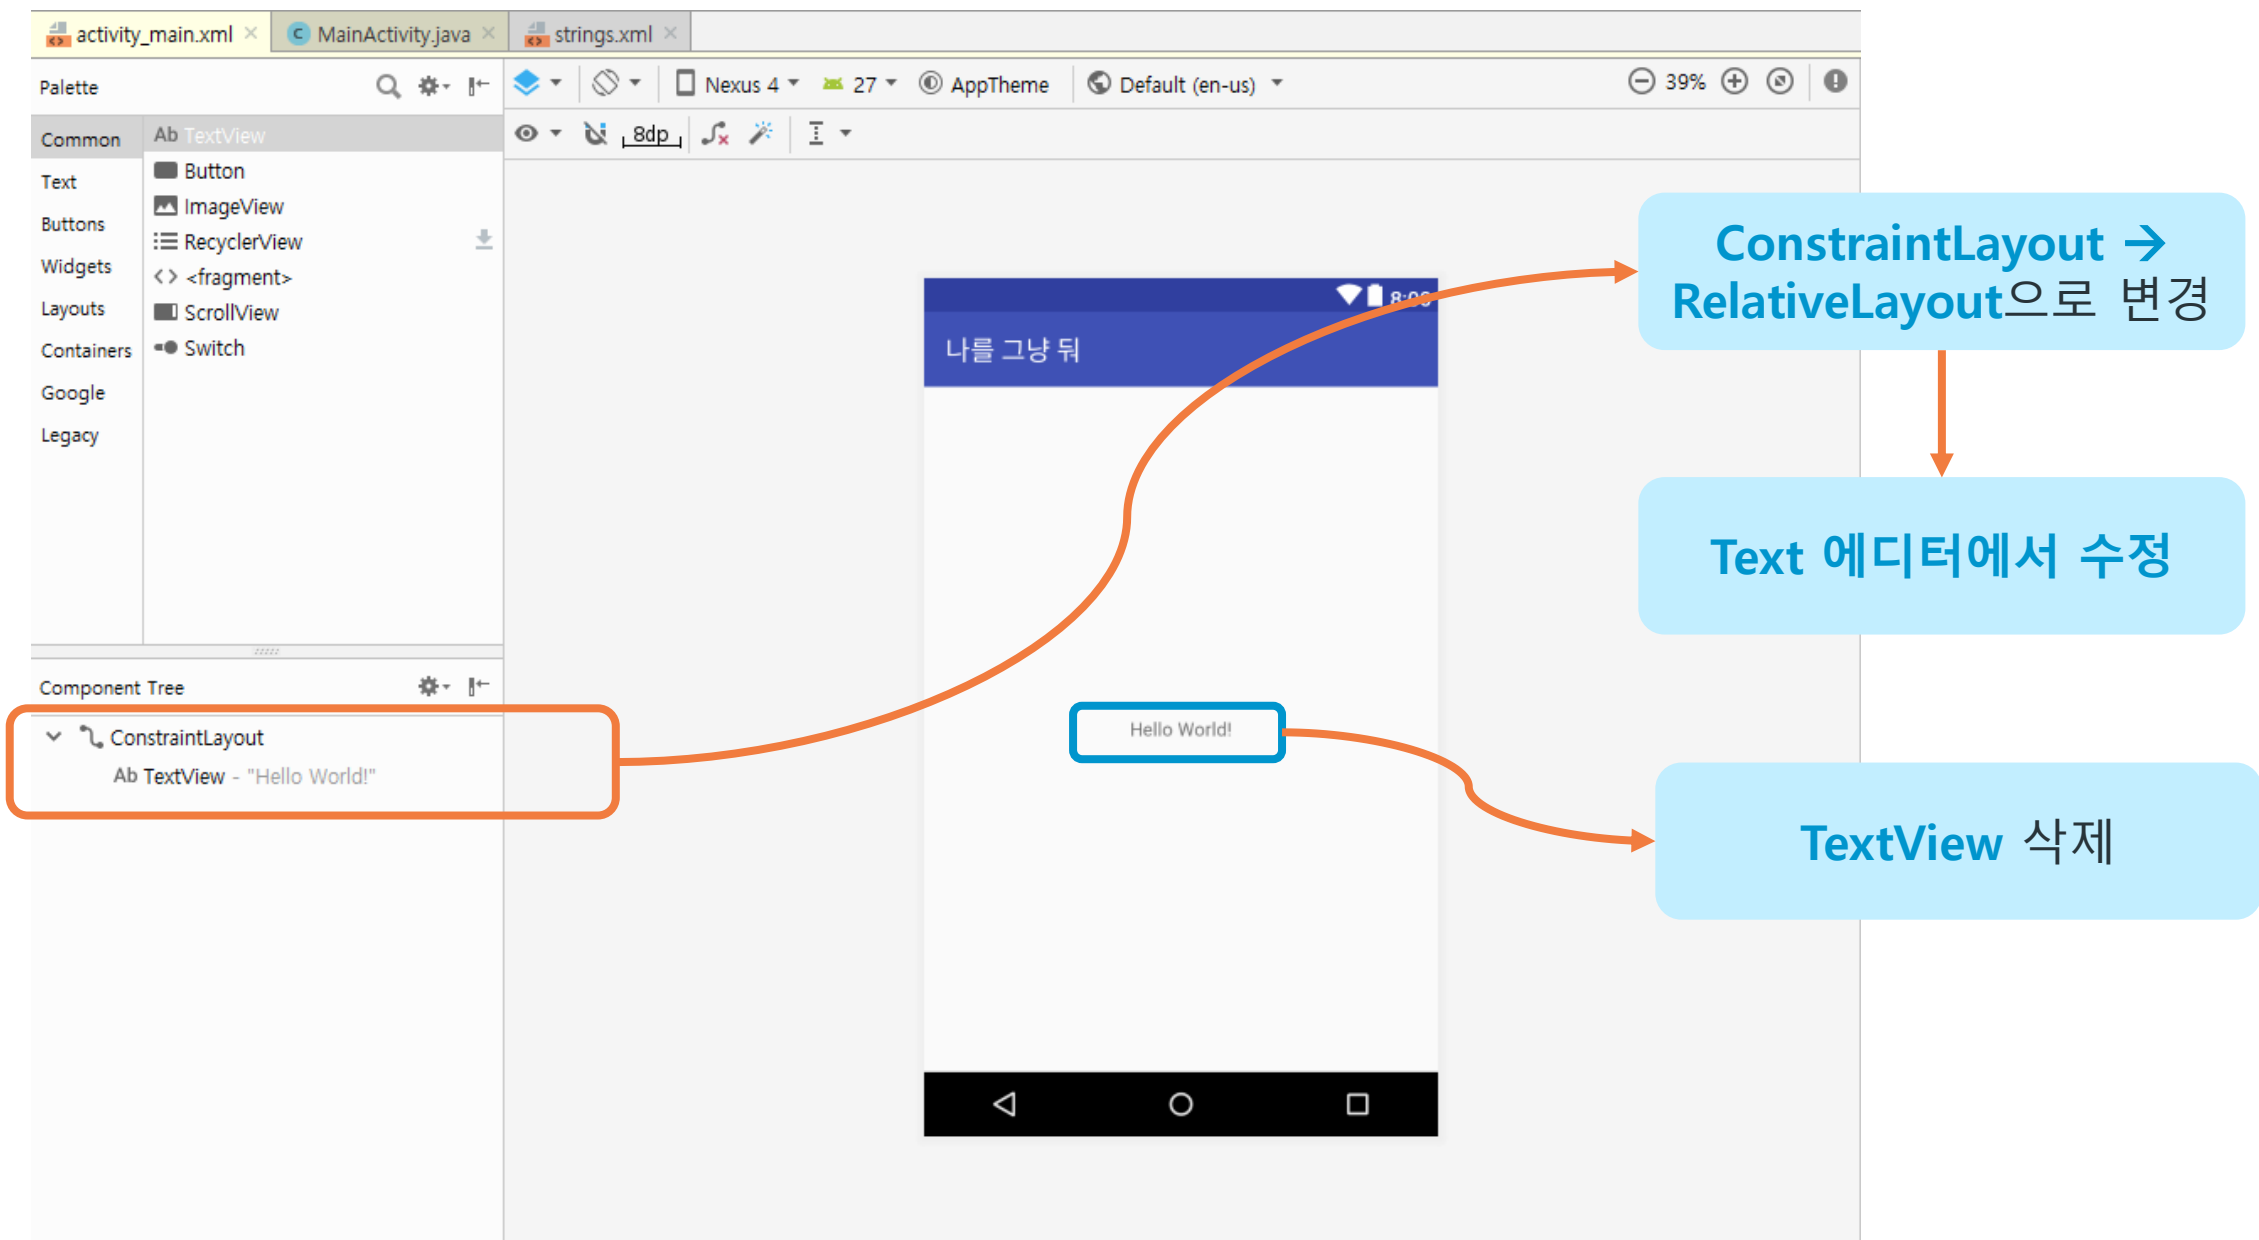 activity_main.xml
MainActivity.java
strings.xml
Palette
Nexus 4
27
AppTheme
Default (en-us)
39%
8dp
Common
Text
Buttons
Widgets
Layouts
Containers
Google
Legacy
Ab TextView
Button
ImageView
RecyclerView
<fragment>
ScrollView
Switch
Component Tree
ConstraintLayout
Ab TextView - "Hello World!"
나를 그냥 둬
Hello World!
ConstraintLayout →
RelativeLayout으로 변경
Text 에디터에서 수정
TextView 삭제